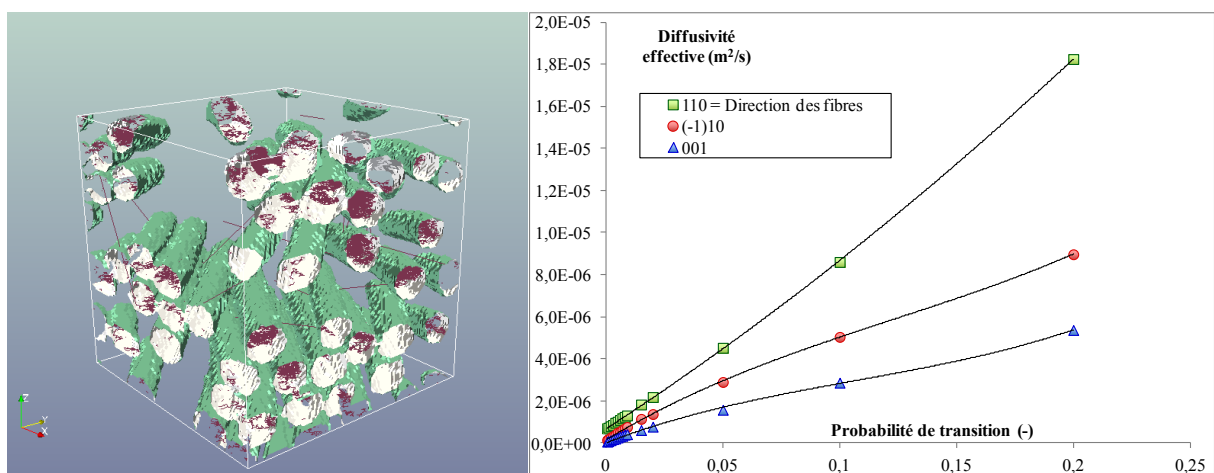 Z
Y
X
2,0E-05
1,8E-05
1,6E-05
1,4E-05
1,2E-05
1,0E-05
8,0E-06
6,0E-06
4,0E-06
2,0E-06
0,0E+00
Diffusivité
effective (m²/s)
110 = Direction des fibres
(-1)10
001
Probabilité de transition (-)
0 0,05 0,1 0,15 0,2 0,25